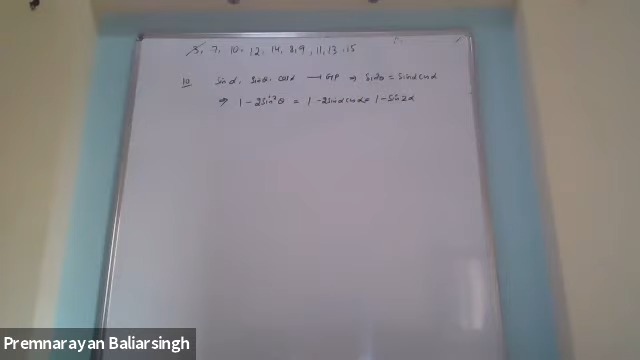 3, 7, 10, 12, 14, 8, 9, 11, 13, 15
10 sinα, sinθ, cosα → GP ⇒ sin²θ = sinα cosα
⇒ 1 - 2sin²θ = 1 - 2sinα cosα = 1 - sin2α
Premnarayan Baliarsingh